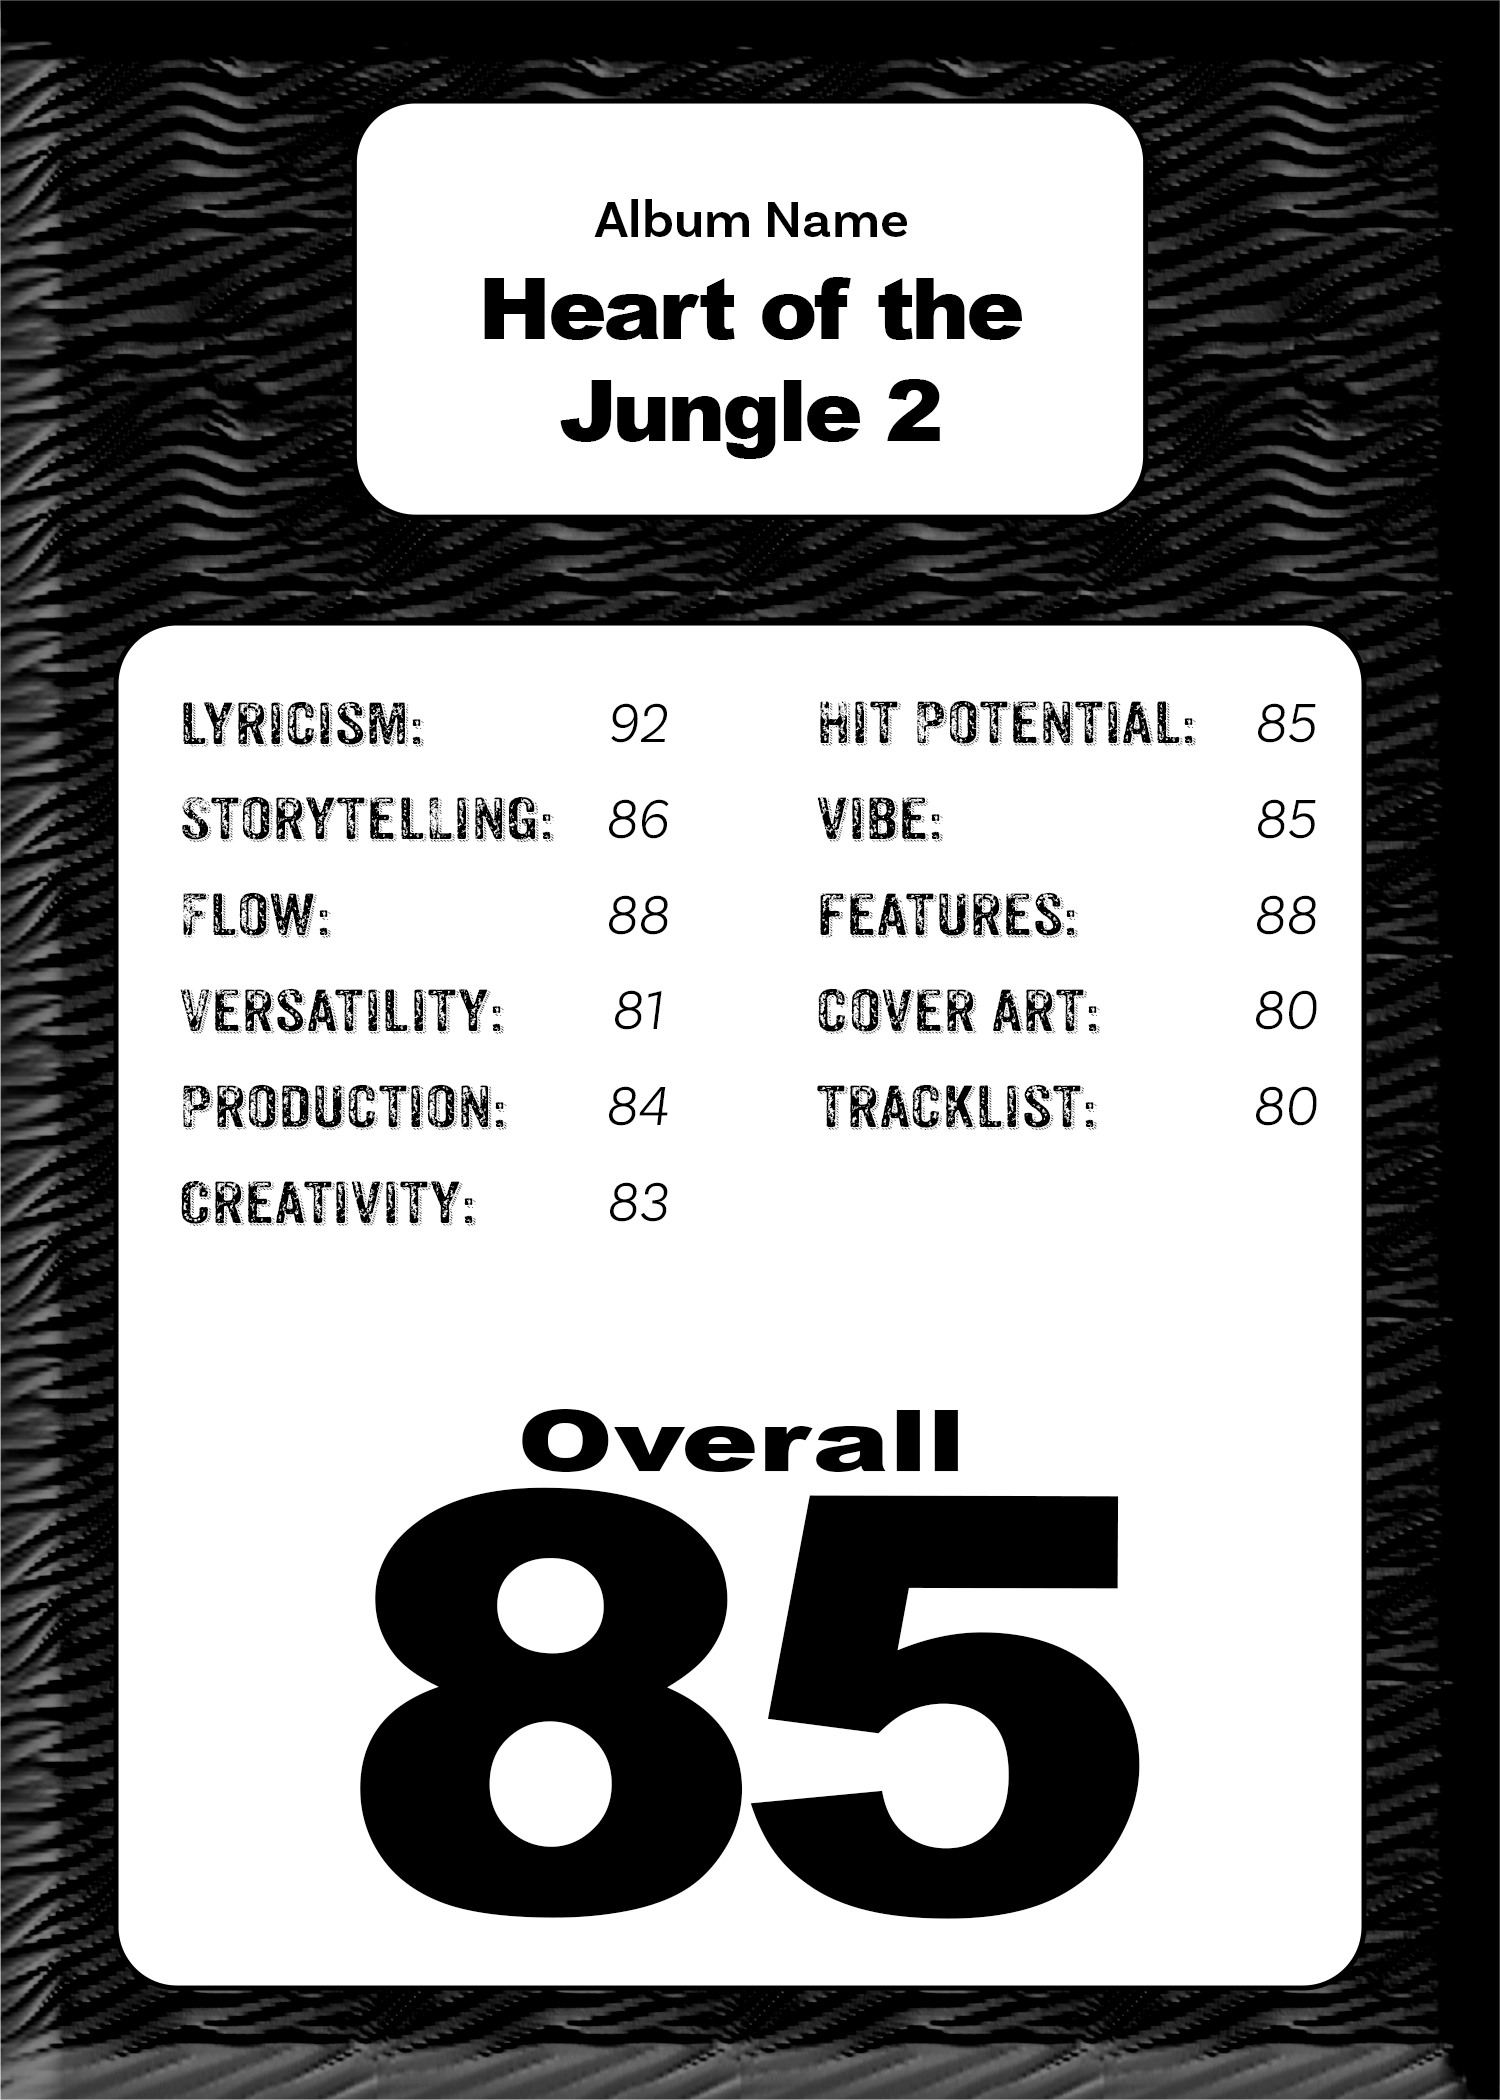 Album Name
Heart of the
Jungle 2
LYRICISM: 92
STORYTELLING: 86
FLOW: 88
VERSATILITY: 81
PRODUCTION: 84
CREATIVITY: 83
HIT POTENTIAL: 85
VIBE: 85
FEATURES: 88
COVER ART: 80
TRACKLIST: 80
Overall
85